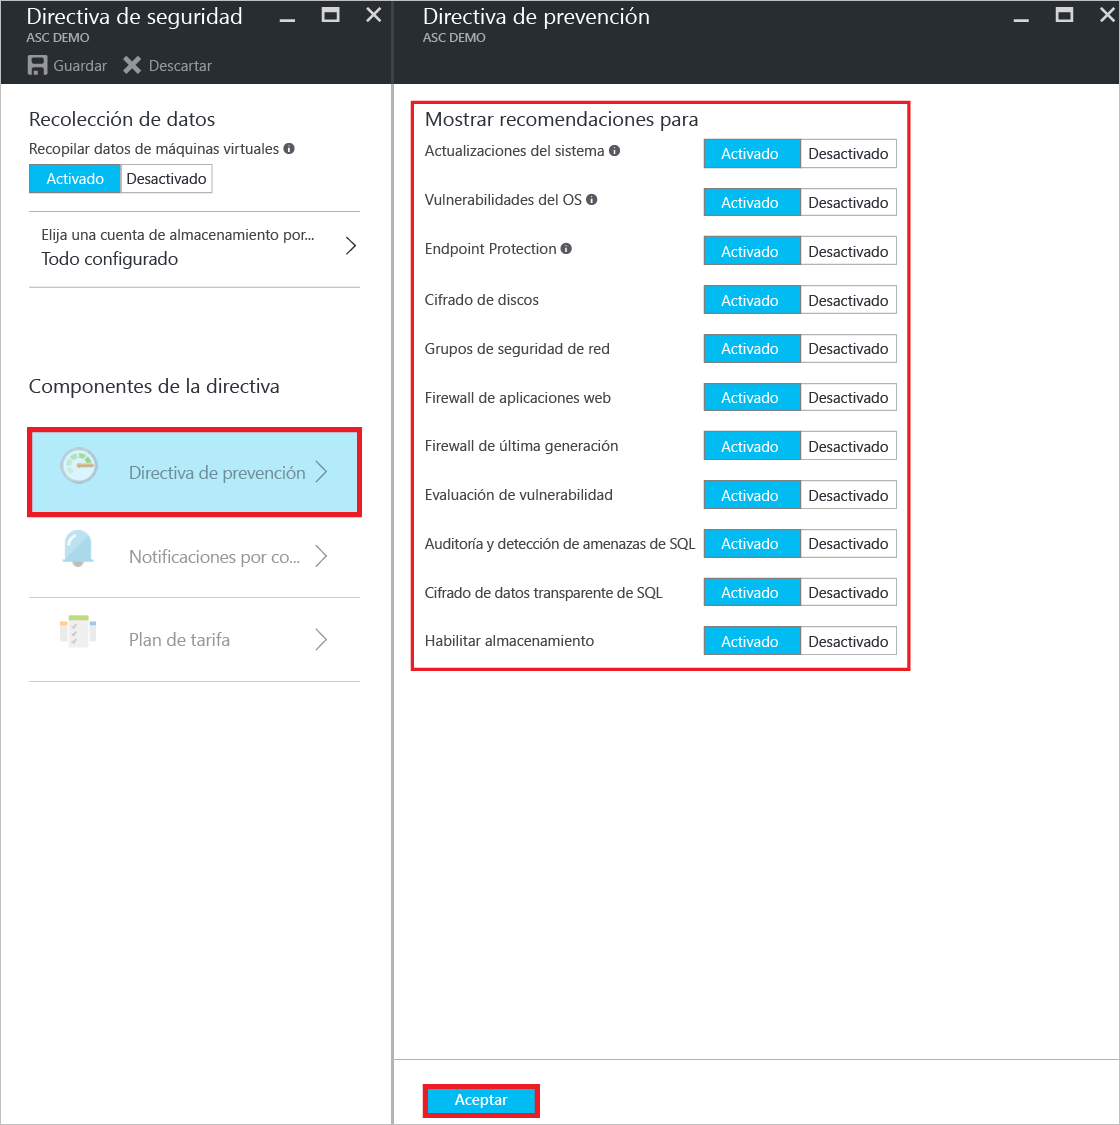 Directiva de seguridad
ASC DEMO
Guardar Descartar
Recolección de datos
Recopilar datos de máquinas virtuales
Activado Desactivado
Elija una cuenta de almacenamiento por...
Todo configurado
Componentes de la directiva
Directiva de prevención
Notificaciones por co...
Plan de tarifa
Directiva de prevención
ASC DEMO
Mostrar recomendaciones para
Actualizaciones del sistema Activado Desactivado
Vulnerabilidades del OS Activado Desactivado
Endpoint Protection Activado Desactivado
Cifrado de discos Activado Desactivado
Grupos de seguridad de red Activado Desactivado
Firewall de aplicaciones web Activado Desactivado
Firewall de última generación Activado Desactivado
Evaluación de vulnerabilidad Activado Desactivado
Auditoría y detección de amenazas de SQL Activado Desactivado
Cifrado de datos transparente de SQL Activado Desactivado
Habilitar almacenamiento Activado Desactivado
Aceptar